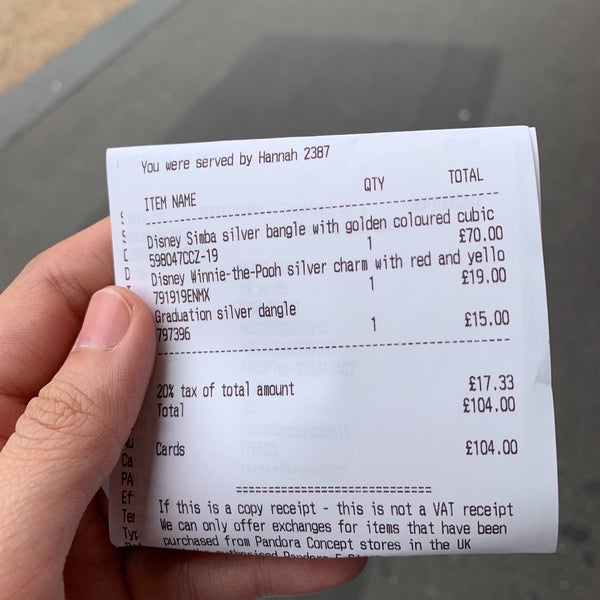 You were served by Hannah 2387
ITEM NAME QTY TOTAL
Disney Simba silver bangle with golden coloured cubic
598047CCZ-19 1 £70.00
Disney Winnie-the-Pooh silver charm with red and yello
791919ENMX 1 £19.00
Graduation silver dangle
797396 1 £15.00
20% tax of total amount £17.33
Total £104.00
Cards £104.00
If this is a copy receipt - this is not a VAT receipt
We can only offer exchanges for items that have been
purchased from Pandora Concept stores in the UK
authorised Pandora